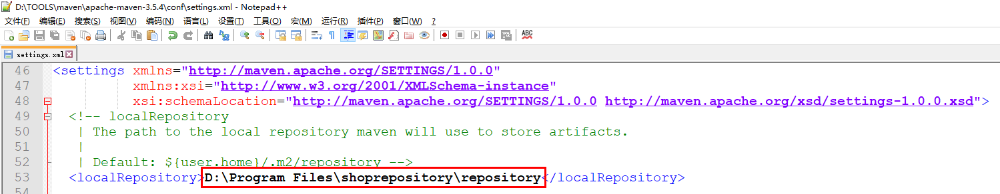 D:\TOOLS\maven\apache-maven-3.5.4\conf\settings.xml - Notepad++
文件(F) 编辑(E) 搜索(S) 视图(V) 编码(N) 语言(L) 设置(T) 工具(O) 宏(M) 运行(R) 插件(P) 窗口(W) ?
settings.xml
46 <settings xmlns="http://maven.apache.org/SETTINGS/1.0.0"
47 xmlns:xsi="http://www.w3.org/2001/XMLSchema-instance"
48 xsi:schemaLocation="http://maven.apache.org/SETTINGS/1.0.0 http://maven.apache.org/xsd/settings-1.0.0.xsd">
49 <!-- localRepository
50 | The path to the local repository maven will use to store artifacts.
51 |
52 | Default: ${user.home}/.m2/repository -->
53 <localRepository>D:\Program Files\shoprepository\repository</localRepository>
54